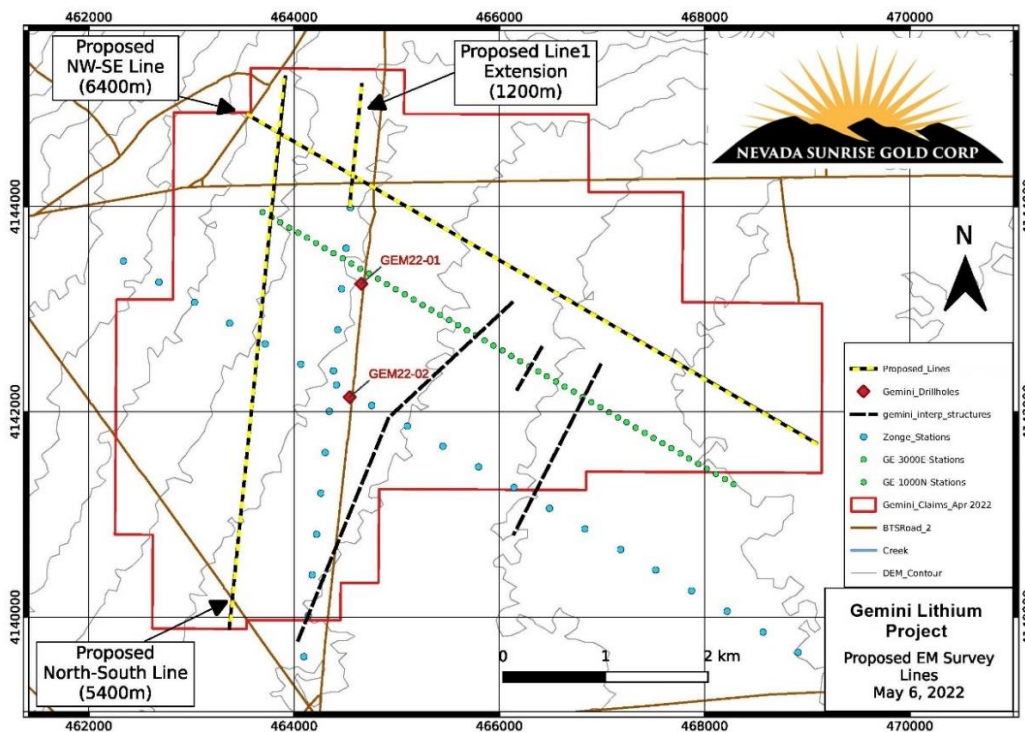 462000 464000 466000 468000 470000
Proposed
NW-SE Line
(6400m)
Proposed Line1
Extension
(1200m)
NEVADA SUNRISE GOLD CORP
4144000
4142000
4140000
N
GEM22-01
GEM22-02
Proposed_Lines
Gemini_Drillholes
gemini_interp_structures
Zonge_Stations
GE 3000E Stations
GE 1000N Stations
Gemini_Claims_Apr 2022
BTSRoad_2
Creek
DEM_Contour
Proposed
North-South Line
(5400m)
0 1 2 km
Gemini Lithium
Project
Proposed EM Survey
Lines
May 6, 2022
462000 464000 466000 468000 470000